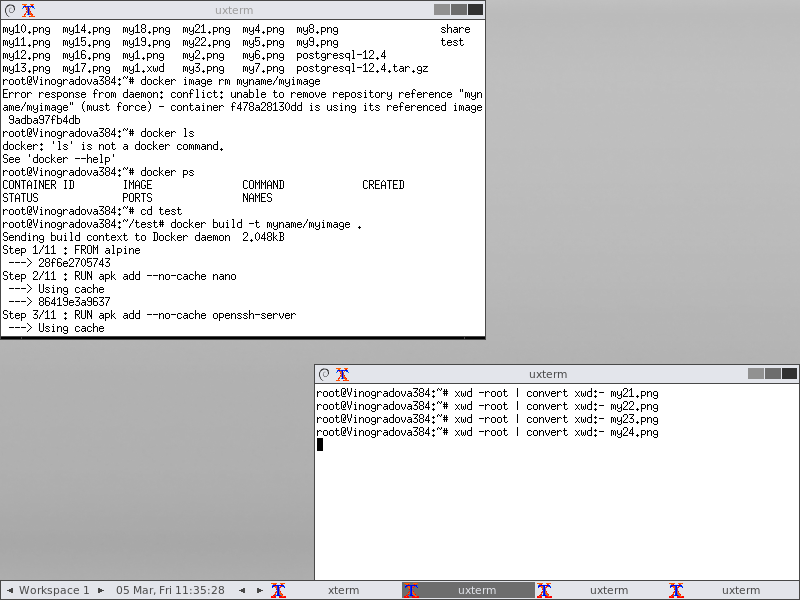 uxterm
my10.png  my14.png  my18.png  my21.png  my4.png  my8.png                 share
my11.png  my15.png  my19.png  my22.png  my5.png  my9.png                 test
my12.png  my16.png  my1.png   my2.png   my6.png  postgresql-12.4
my13.png  my17.png  my1.xwd   my3.png   my7.png  postgresql-12.4.tar.gz
root@Vinogradova384:~# docker image rm myname/myimage
Error response from daemon: conflict: unable to remove repository reference "myn
ame/myimage" (must force) - container f478a28130dd is using its referenced image
 9adba97fb4db
root@Vinogradova384:~# docker ls
docker: 'ls' is not a docker command.
See 'docker --help'
root@Vinogradova384:~# docker ps
CONTAINER ID        IMAGE               COMMAND             CREATED
STATUS              PORTS               NAMES
root@Vinogradova384:~# cd test
root@Vinogradova384:~/test# docker build -t myname/myimage .
Sending build context to Docker daemon  2.048kB
Step 1/11 : FROM alpine
 ---> 28f6e2705743
Step 2/11 : RUN apk add --no-cache nano
 ---> Using cache
 ---> 86419e3a9637
Step 3/11 : RUN apk add --no-cache openssh-server
 ---> Using cache
uxterm
root@Vinogradova384:~# xwd -root | convert xwd:- my21.png
root@Vinogradova384:~# xwd -root | convert xwd:- my22.png
root@Vinogradova384:~# xwd -root | convert xwd:- my23.png
root@Vinogradova384:~# xwd -root | convert xwd:- my24.png
Workspace 1 05 Mar, Fri 11:35:28 xterm uxterm uxterm uxterm